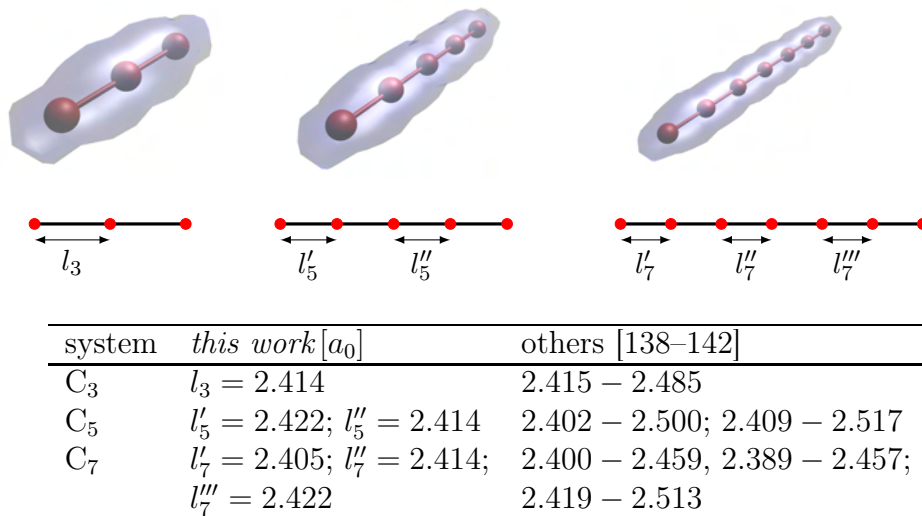 l₃ l′₅ l″₅ l′₇ l″₇ l‴₇
system this work [a₀] others [138–142]
C₃ l₃ = 2.414 2.415 − 2.485
C₅ l′₅ = 2.422; l″₅ = 2.414 2.402 − 2.500; 2.409 − 2.517
C₇ l′₇ = 2.405; l″₇ = 2.414; 2.400 − 2.459, 2.389 − 2.457;
l‴₇ = 2.422 2.419 − 2.513